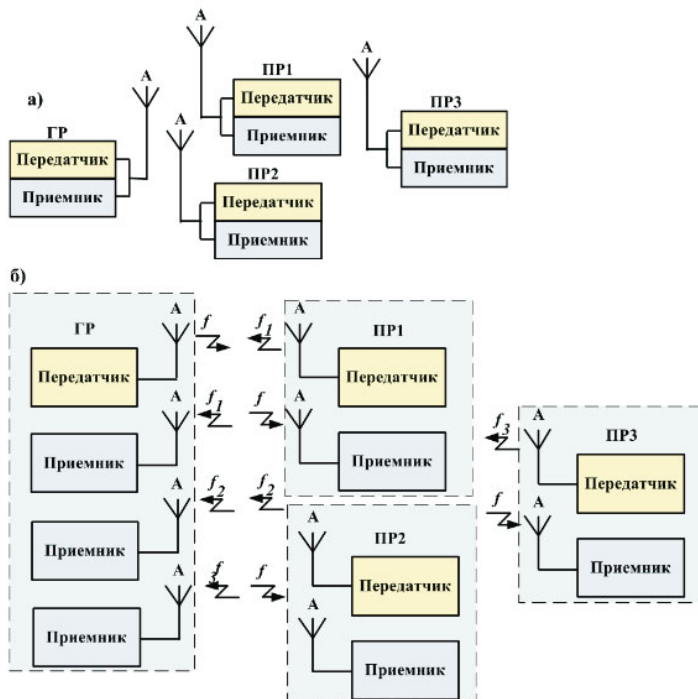 а)
А
ГР
Передатчик
Приемник
А
ПР1
Передатчик
Приемник
А
ПР2
Передатчик
Приемник
А
ПР3
Передатчик
Приемник
б)
ГР
А
f
Передатчик
А
f1
Приемник
А
f2
Приемник
А
f
3
Приемник
f1
А
ПР1
Передатчик
f
А
Приемник
f2
А
ПР2
Передатчик
f
А
Приемник
f3
А
ПР3
Передатчик
f
А
Приемник